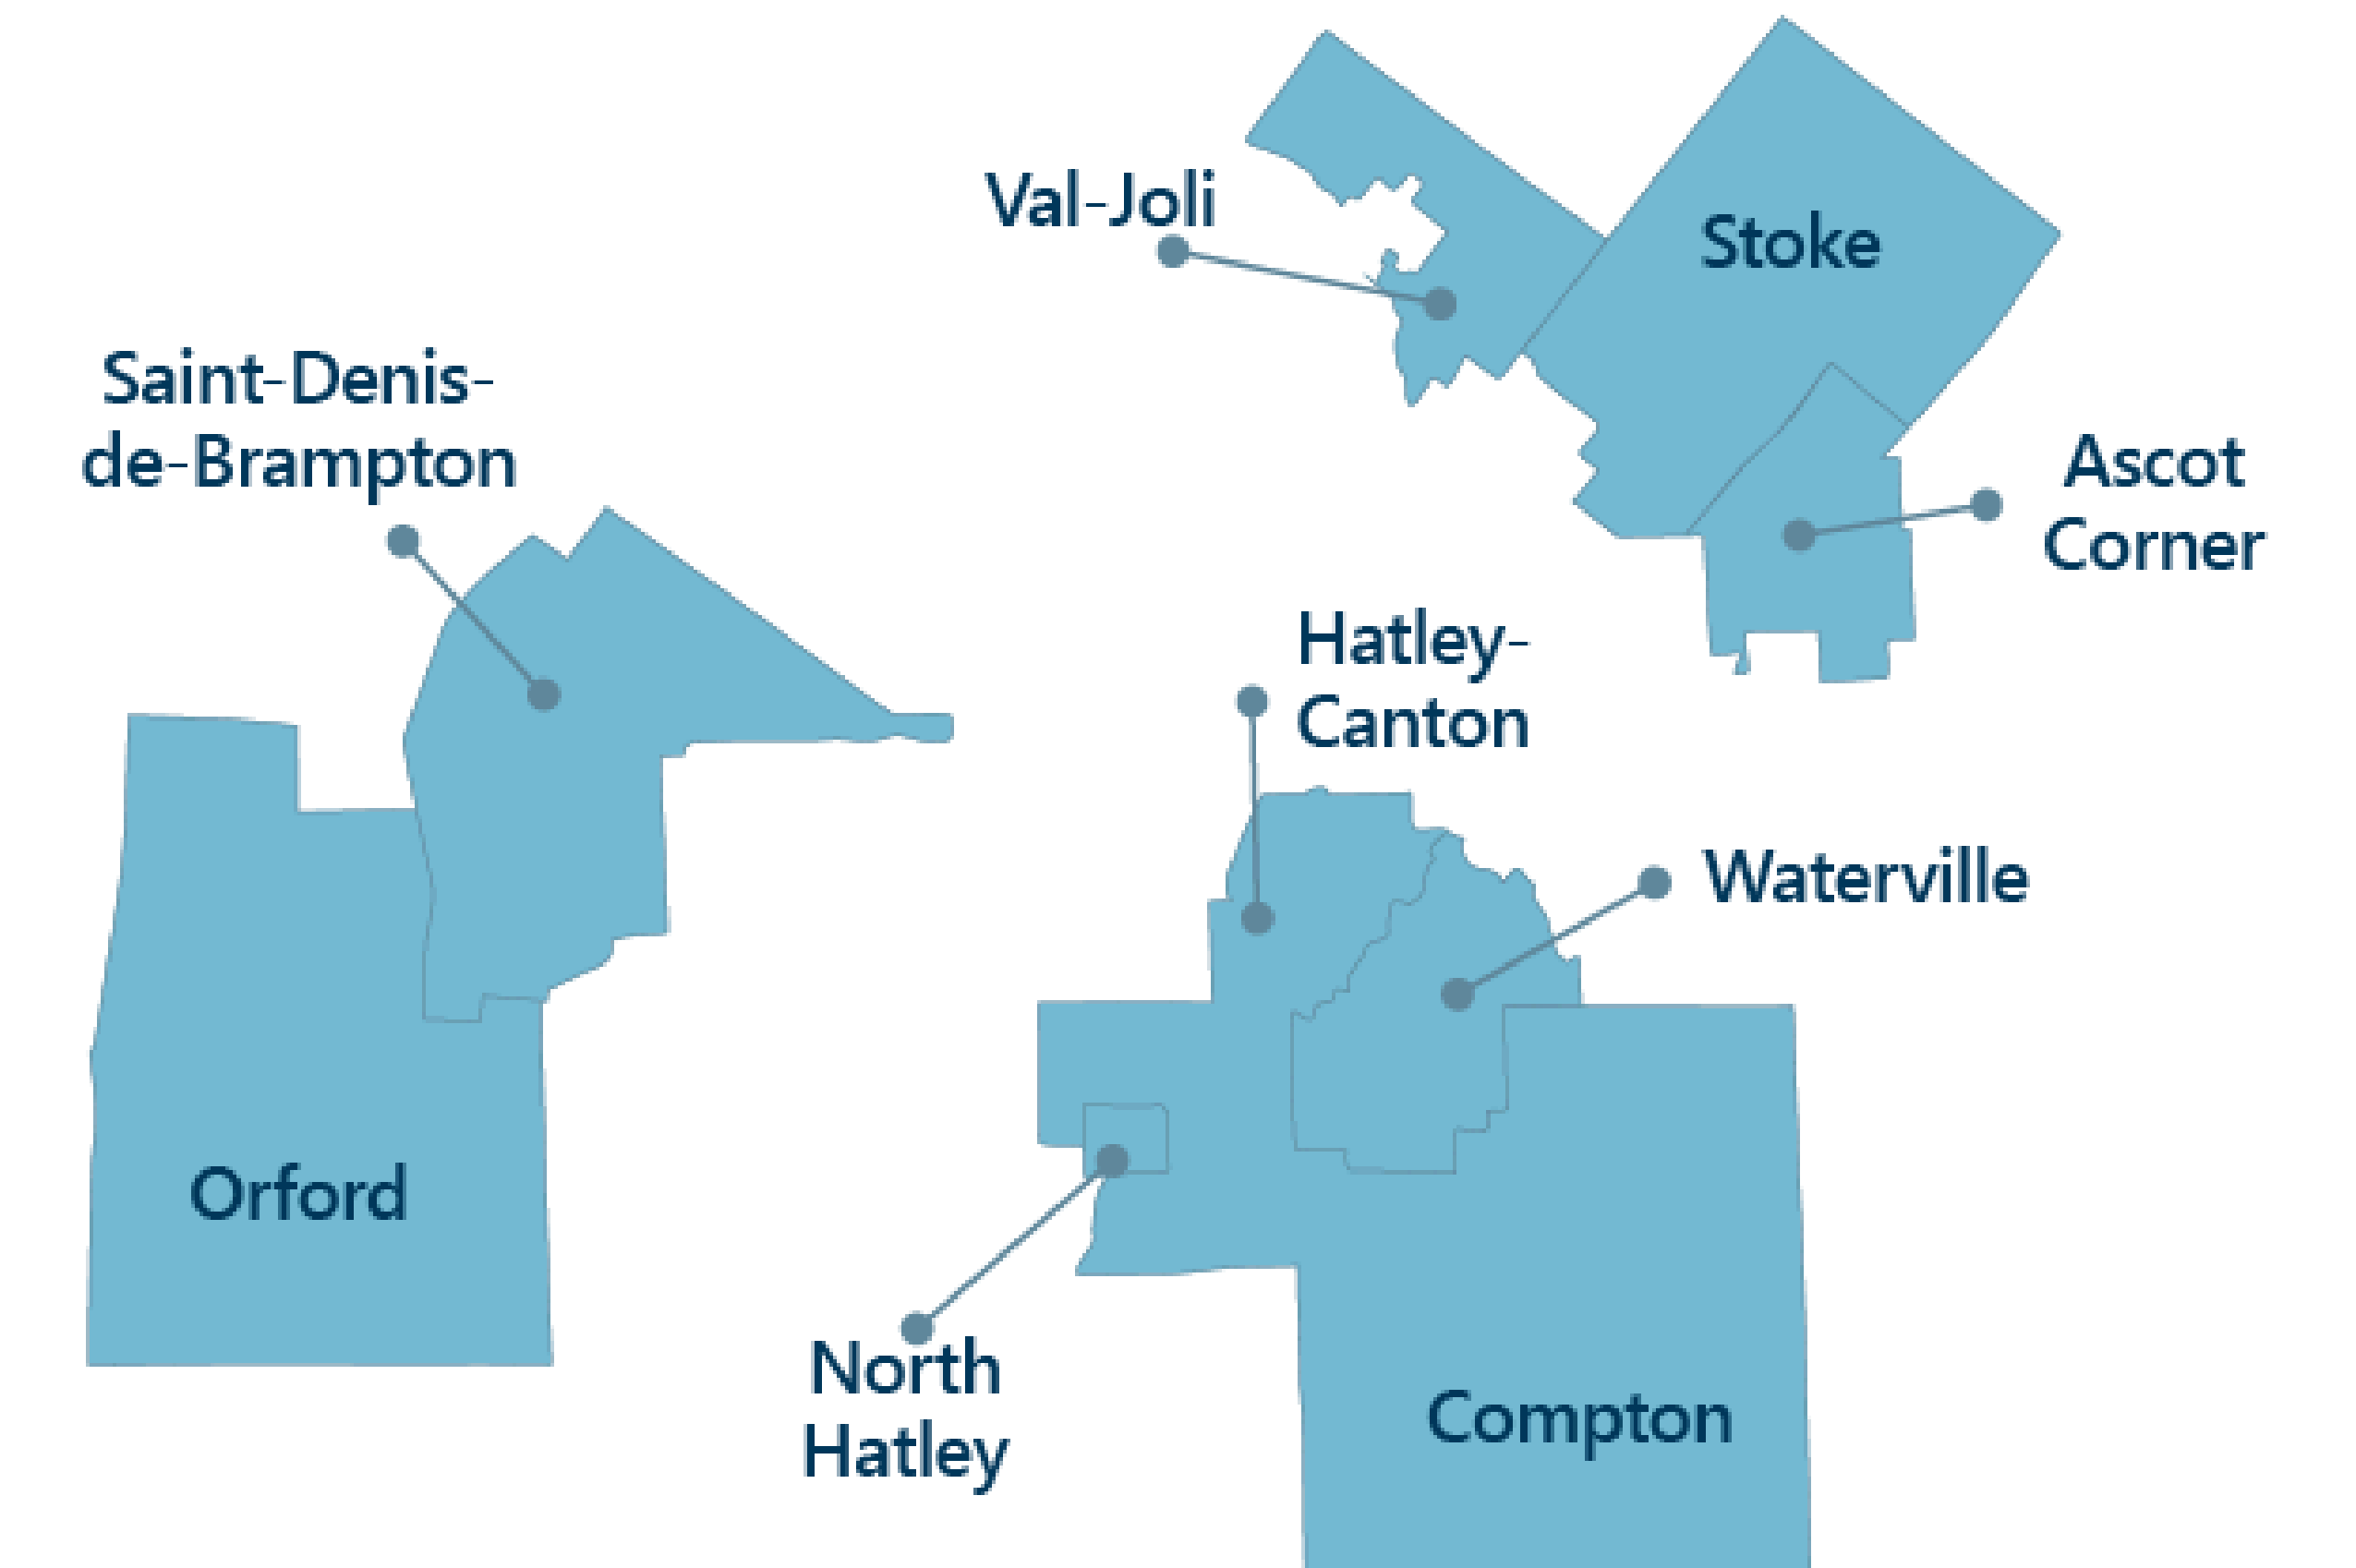 Val-Joli
Stoke
Saint-Denis-
de-Brampton
Ascot
Corner
Hatley-
Canton
Waterville
Orford
North
Hatley
Compton